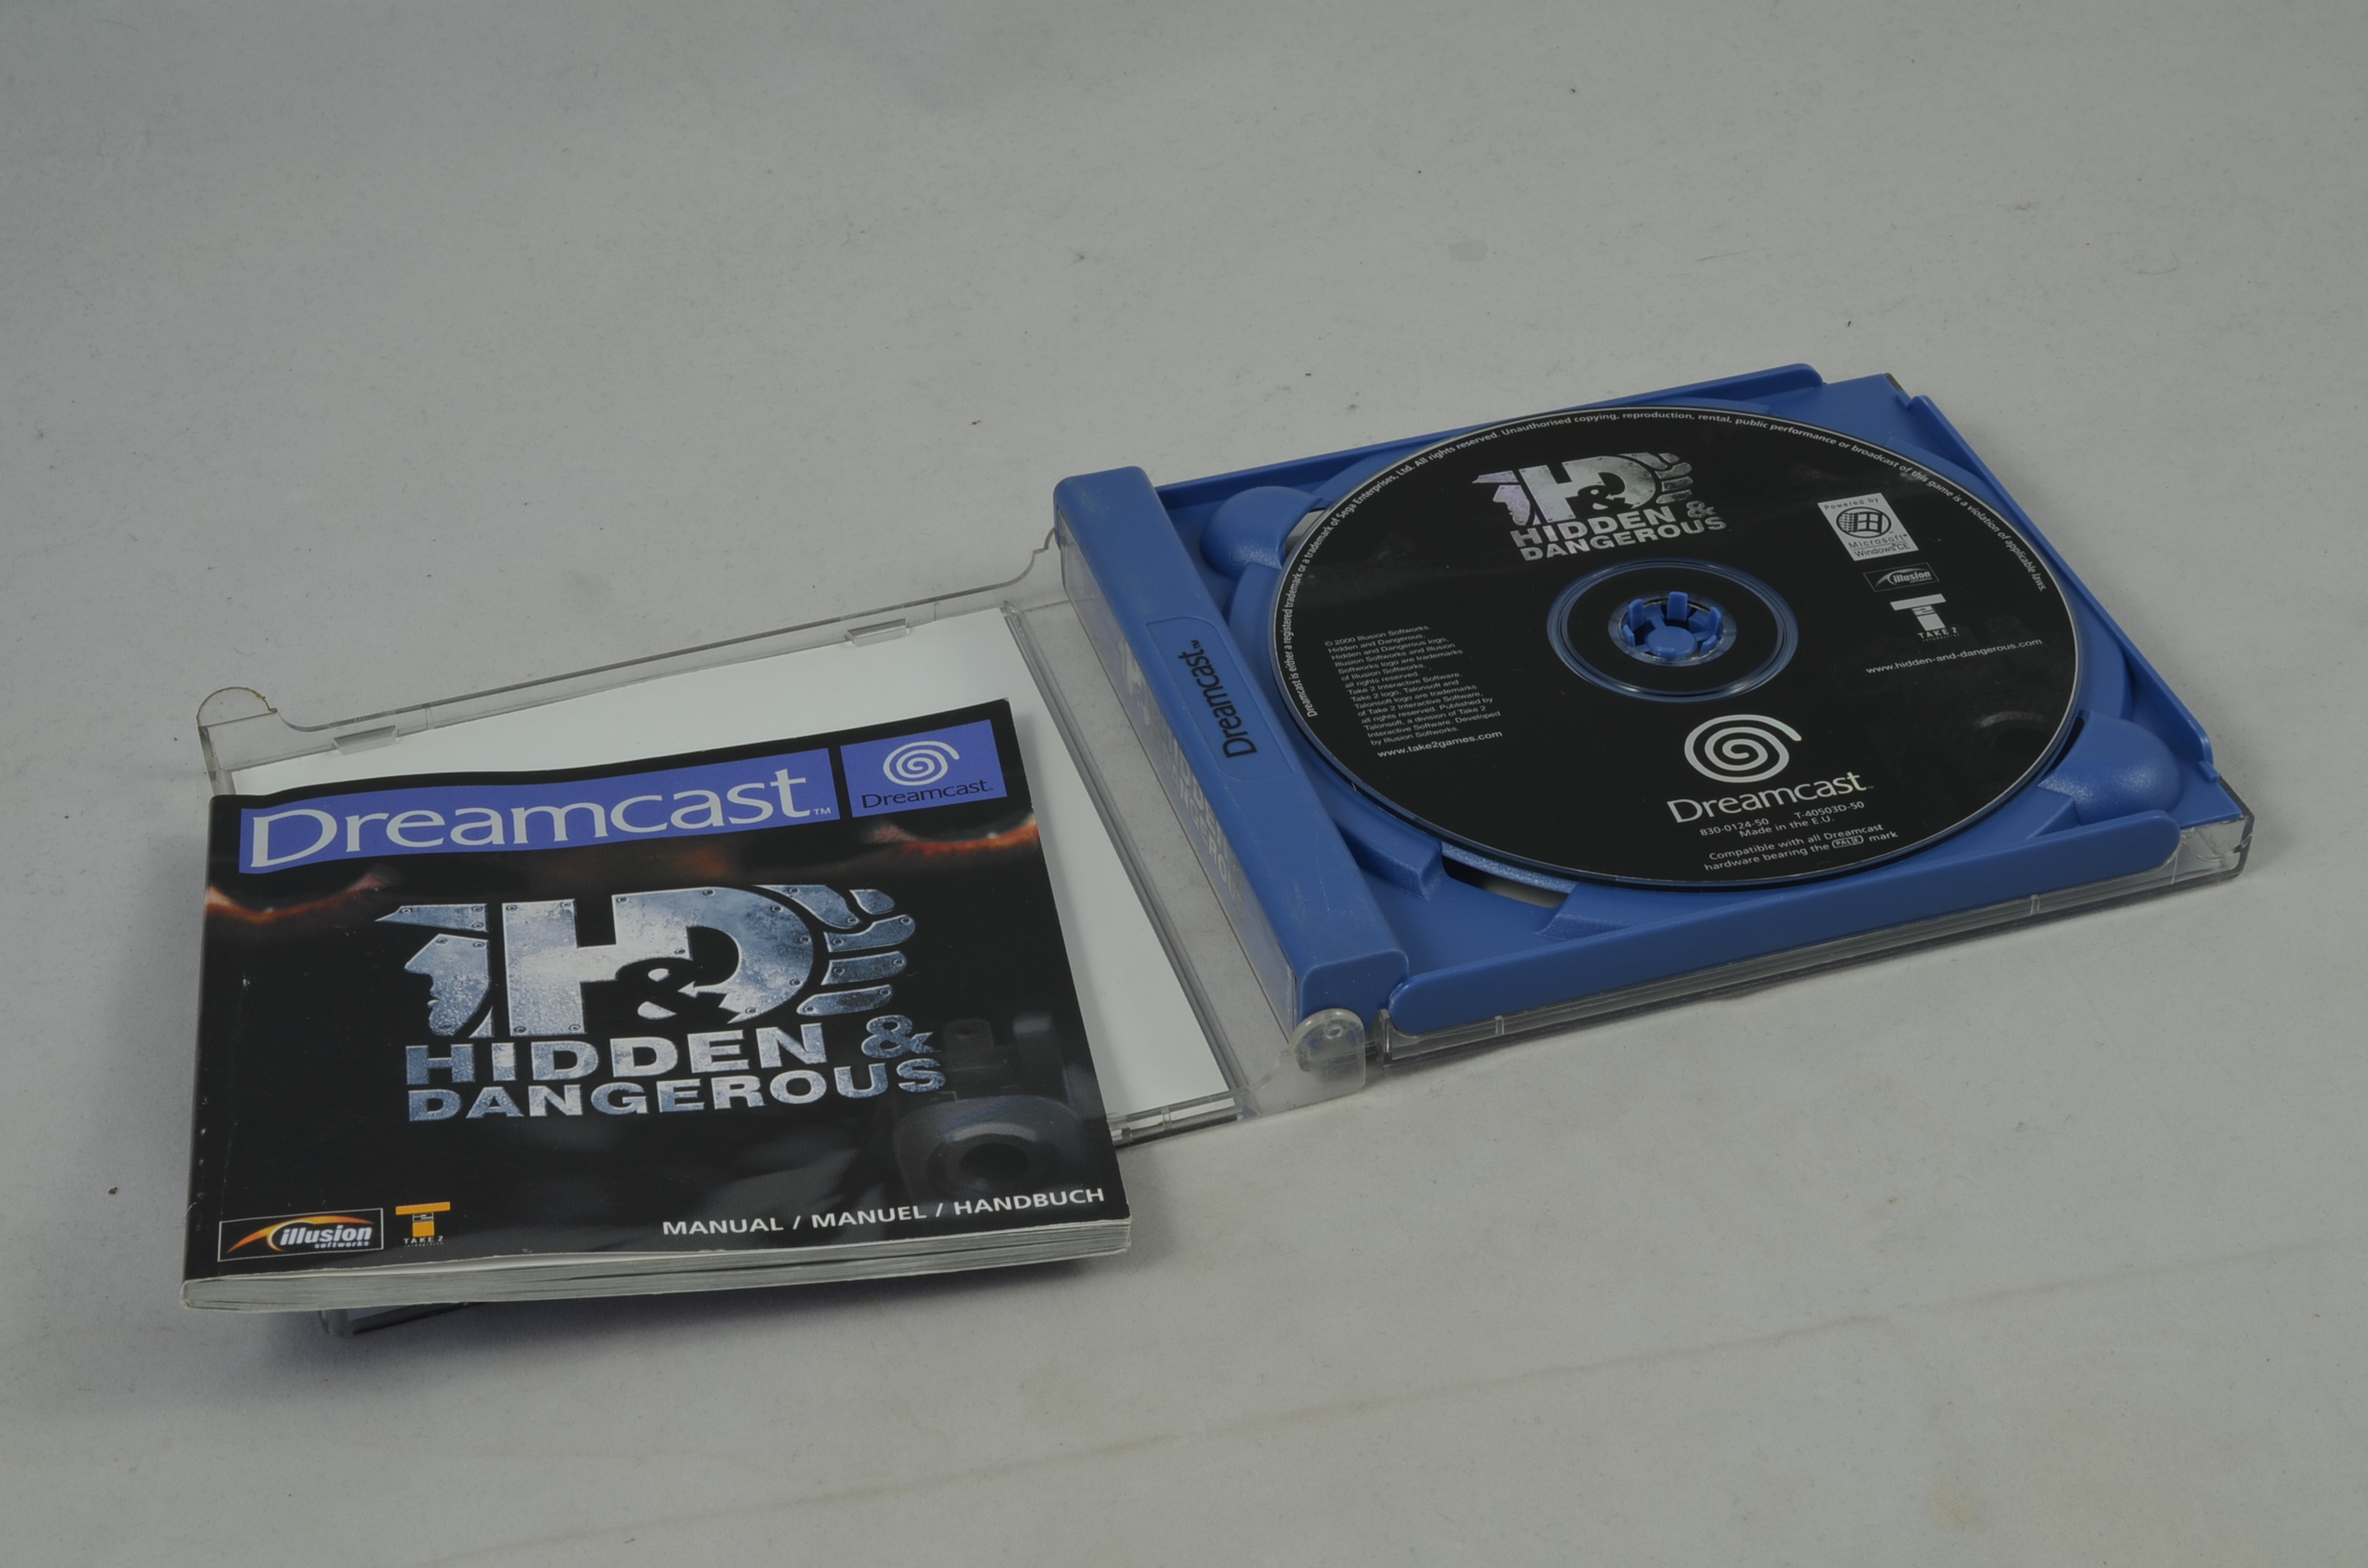 Dreamcast™
Dreamcast.
H&D
HIDDEN &
DANGEROUS
illusion
softworks
TAKE 2
MANUAL / MANUEL / HANDBUCH
Dreamcast™
Dreamcast is either a registered trademark or a trademark of Sega Enterprises, Ltd. All rights reserved. Unauthorised copying, reproduction, rental, public performance or broadcast of this game is a violation of applicable laws.
H&D
HIDDEN &
DANGEROUS
Powered by
Microsoft
Windows CE
illusion
TAKE 2
www.hidden-and-dangerous.com
© 2000 Illusion Softworks.
Hidden and Dangerous,
Hidden and Dangerous logo,
Illusion Softworks and Illusion
Softworks logo are trademarks
of Illusion Softworks.
all rights reserved.
Take 2 Interactive Software,
Take 2 logo, Talonsoft and
Talonsoft logo are trademarks
of Take 2 Interactive Software.
all rights reserved. Published by
Talonsoft, a division of Take 2
Interactive Software. Developed
by Illusion Softworks.
www.take2games.com
Dreamcast™
830-0124-50 T-40503D-50
Made in the E.U.
Compatible with all Dreamcast
hardware bearing the PAL/E mark